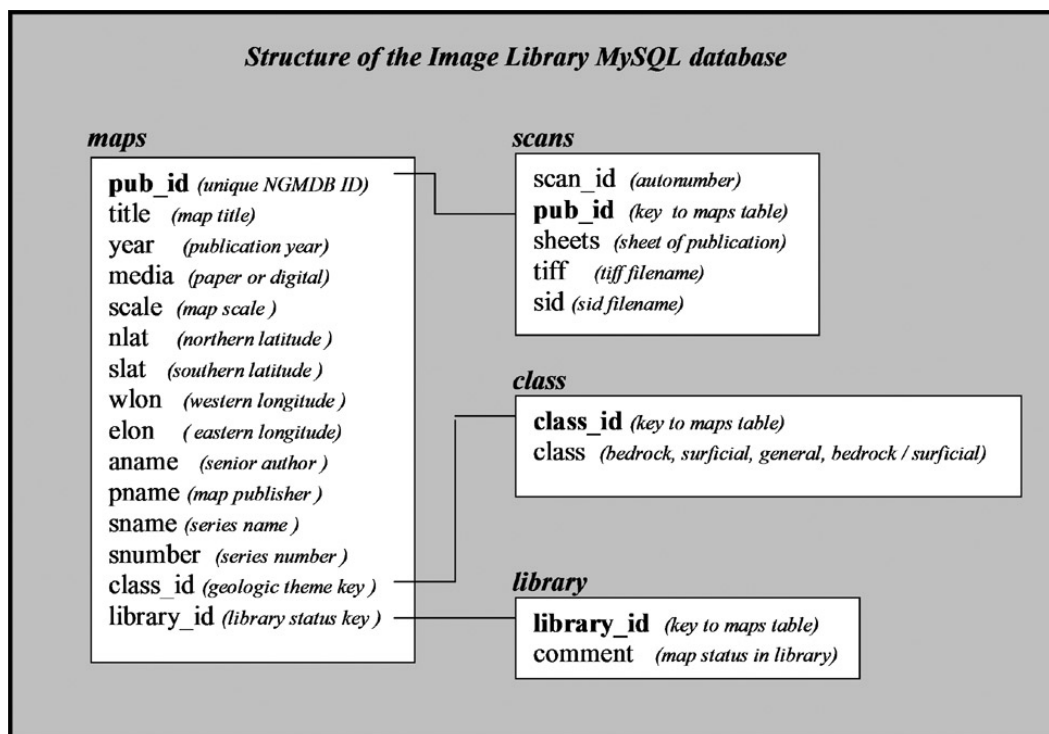 Structure of the Image Library MySQL database
maps
pub_id (unique NGMDB ID)
title (map title)
year (publication year)
media (paper or digital)
scale (map scale )
nlat (northern latitude )
slat (southern latitude )
wlon (western longitude )
elon ( eastern longitude)
aname (senior author )
pname (map publisher )
sname (series name )
snumber (series number )
class_id (geologic theme key )
library_id (library status key )
scans
scan_id (autonumber)
pub_id (key to maps table)
sheets (sheet of publication)
tiff (tiff filename)
sid (sid filename)
class
class_id (key to maps table)
class (bedrock, surficial, general, bedrock / surficial)
library
library_id (key to maps table)
comment (map status in library)